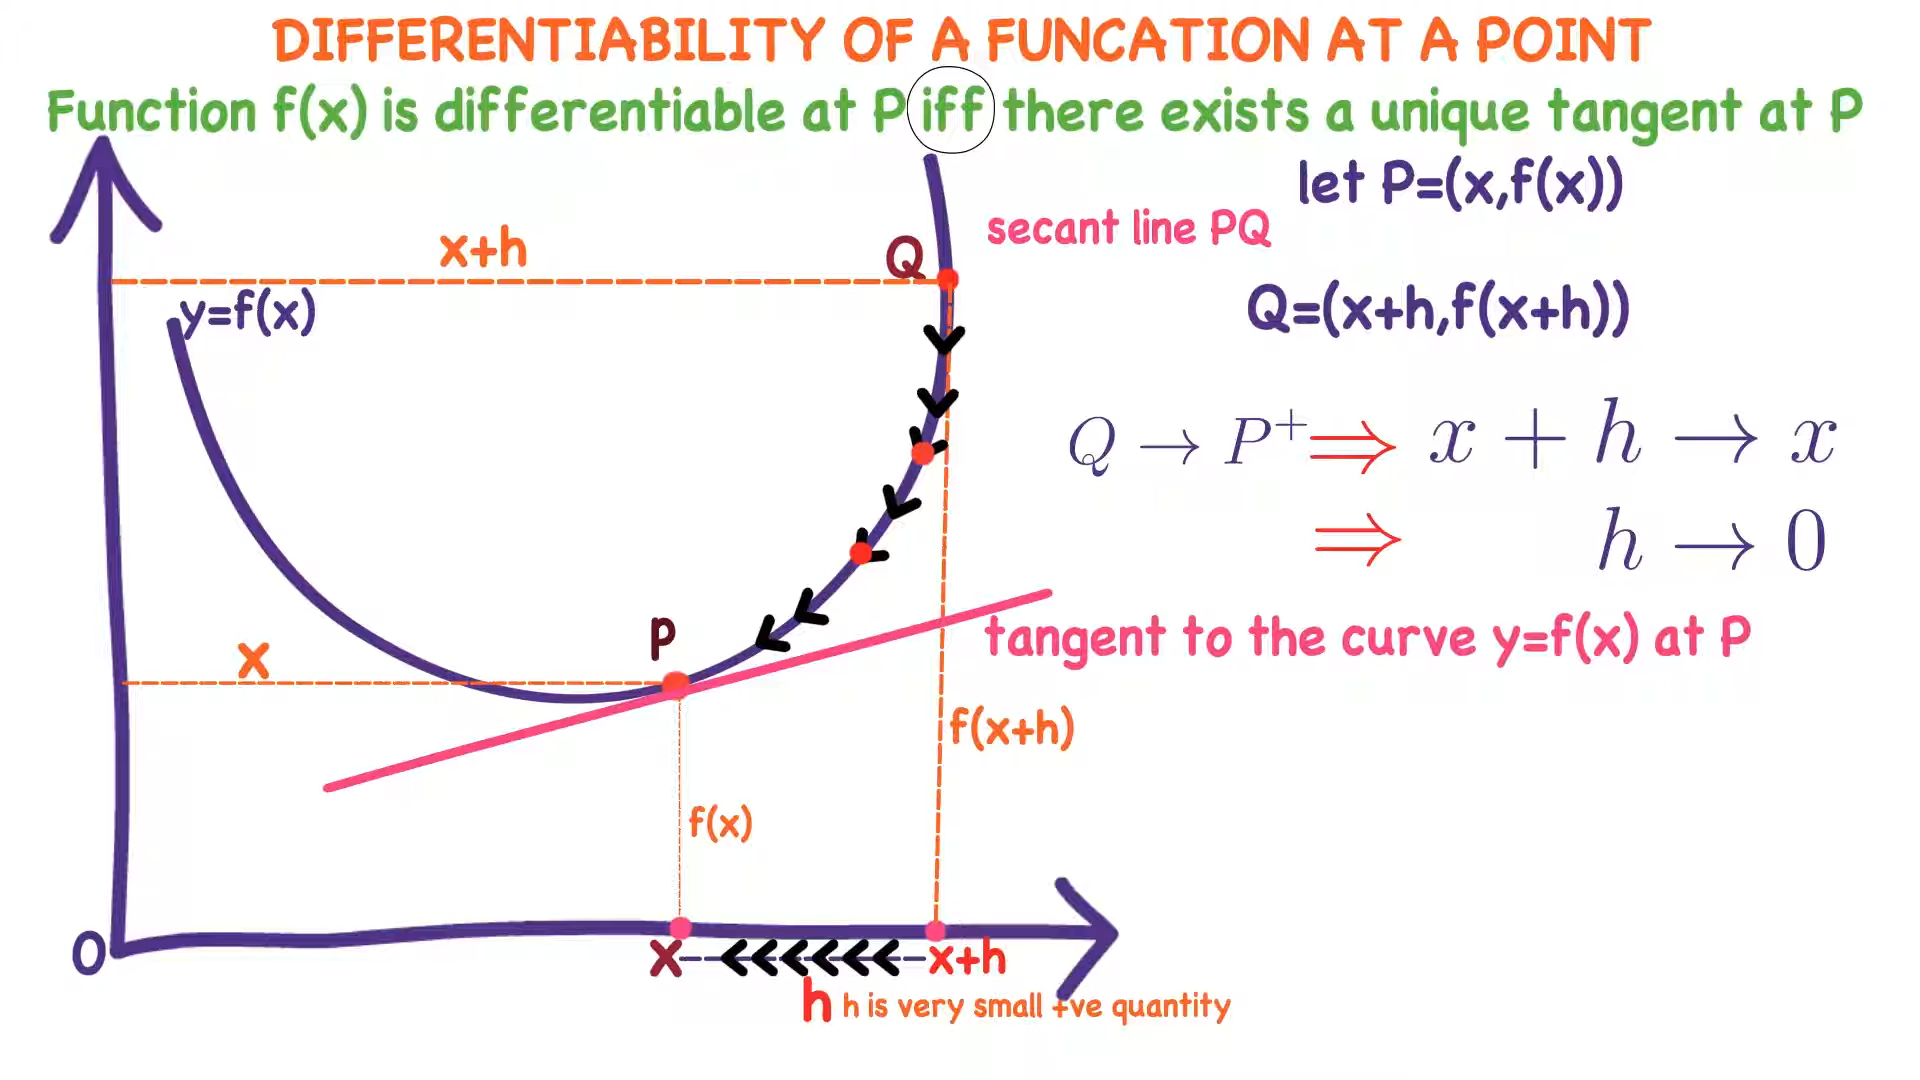 DIFFERENTIABILITY OF A FUNCATION AT A POINT
Function f(x) is differentiable at P iff there exists a unique tangent at P
let P=(x,f(x))
secant line PQ
x+h
Q
Q=(x+h,f(x+h))
y=f(x)
Q → P⁺ ⇒ x + h → x
⇒ h → 0
P
tangent to the curve y=f(x) at P
x
f(x+h)
f(x)
O
x
x+h
h
h is very small +ve quantity